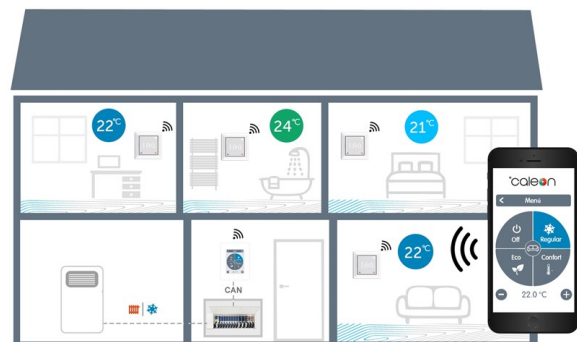 22°C
24°C
21°C
CAN
22°C
°caleon
< Menú
Off
Regular
Eco
Confort
22.0 °C